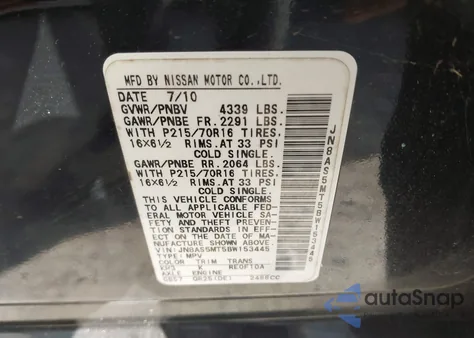 MFD BY NISSAN MOTOR CO.,LTD.
DATE 7/10
GVWR/PNBV 4339 LBS.
GAWR/PNBE FR. 2291 LBS.
WITH P215/70R16 TIRES.
16X6½ RIMS.AT 33 PSI
COLD SINGLE.
GAWR/PNBE RR. 2064 LBS.
WITH P215/70R16 TIRES.
16X6½ RIMS.AT 33 PSI
COLD SINGLE.
THIS VEHICLE CONFORMS
TO ALL APPLICABLE FED-
ERAL MOTOR VEHICLE SA-
FETY AND THEFT PREVEN-
TION STANDARDS IN EFF-
ECT ON THE DATE OF MA-
NUFACTURE SHOWN ABOVE.
VIN:JN8AS5MT5BW153445
TYPE:MPV
COLOR TRIM TRANS
K RE0F10A
AXLE ENGINE
QR25(DE) 2488CC
JN8AS5MT5BW153445
autoSnap